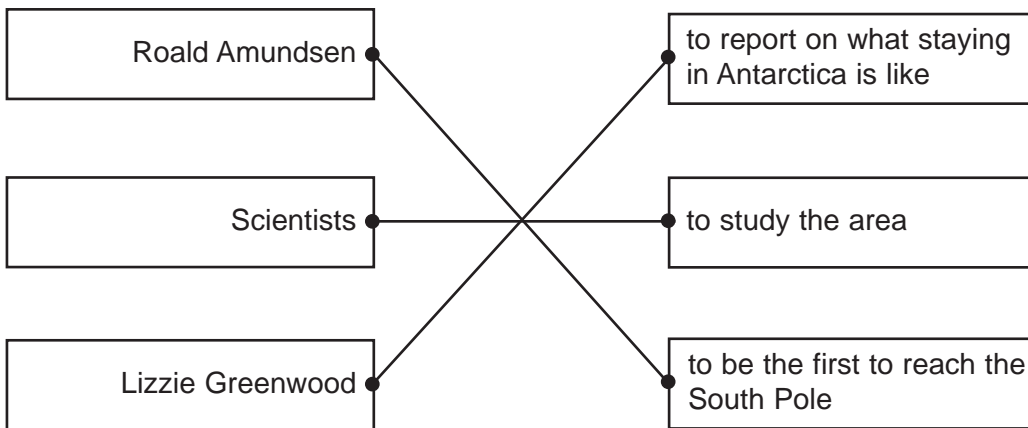 Roald Amundsen
to report on what staying
in Antarctica is like
Scientists
to study the area
Lizzie Greenwood
to be the first to reach the
South Pole